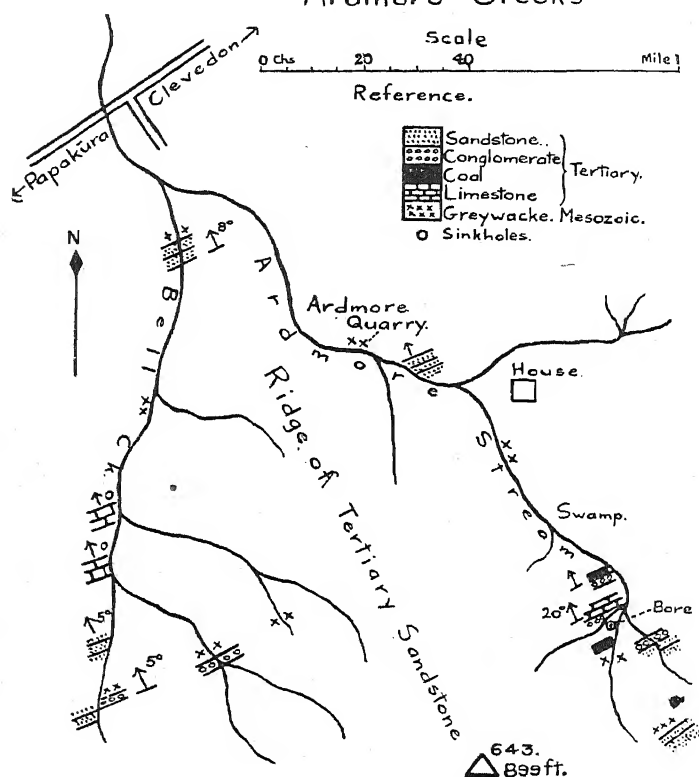 Ardmore Creeks
Scale
0 Chs 20 40 Mile 1
Reference.
Sandstone..
Conglomerate
Coal
Limestone
Tertiary.
Greywacke. Mesozoic.
Sinkholes.
Clevedon
Papakura
N
8°
Bell Ck.
Ardmore Stream
Ardmore
Quarry.
House.
Ridge of Tertiary Sandstone
Swamp.
20°
Bore
5°
5°
643.
899ft.